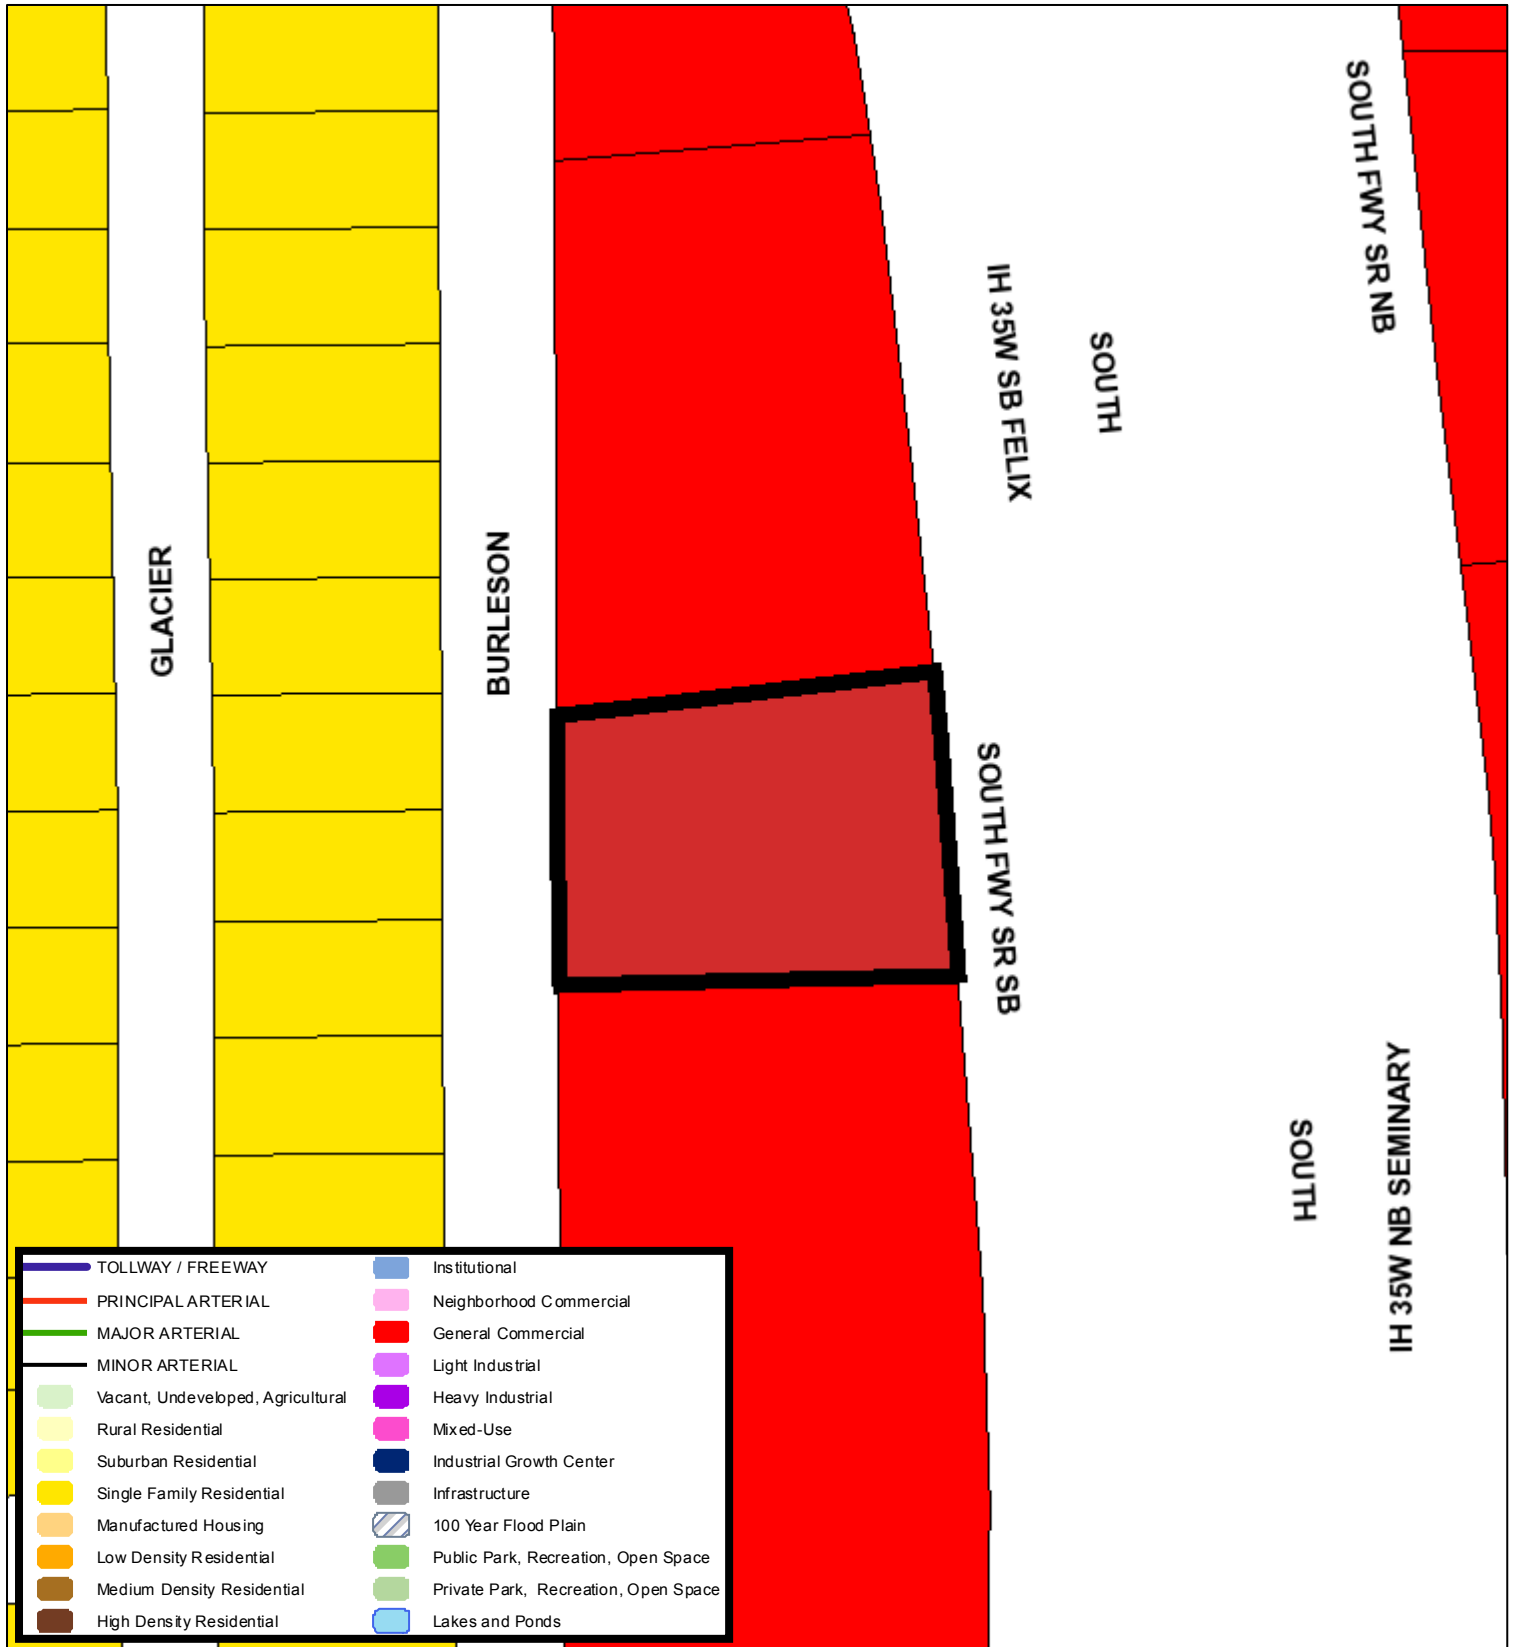 SOUTH FWY SR NB
IH 35W SB FELIX
SOUTH
GLACIER
BURLESON
SOUTH FWY SR SB
IH 35W NB SEMINARY
SOUTH
TOLLWAY / FREEWAY
PRINCIPAL ARTERIAL
MAJOR ARTERIAL
MINOR ARTERIAL
Vacant, Undeveloped, Agricultural
Rural Residential
Suburban Residential
Single Family Residential
Manufactured Housing
Low Density Residential
Medium Density Residential
High Density Residential
Institutional
Neighborhood Commercial
General Commercial
Light Industrial
Heavy Industrial
Mixed-Use
Industrial Growth Center
Infrastructure
100 Year Flood Plain
Public Park, Recreation, Open Space
Private Park, Recreation, Open Space
Lakes and Ponds